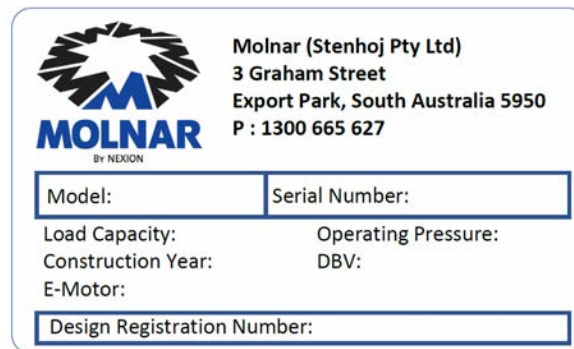 Molnar (Stenhoj Pty Ltd)
3 Graham Street
Export Park, South Australia 5950
P : 1300 665 627
MOLNAR
By NEXION
Model: Serial Number:
Load Capacity: Operating Pressure:
Construction Year: DBV:
E-Motor:
Design Registration Number: